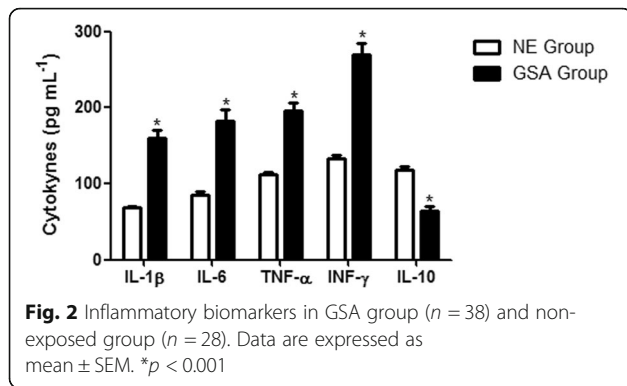 Cytokynes (pg mL-1)
300
200
100
0
* * * * *
IL-1β IL-6 TNF-α INF-γ IL-10
NE Group
GSA Group
Fig. 2 Inflammatory biomarkers in GSA group (n = 38) and non-
exposed group (n = 28). Data are expressed as
mean ± SEM. *p < 0.001